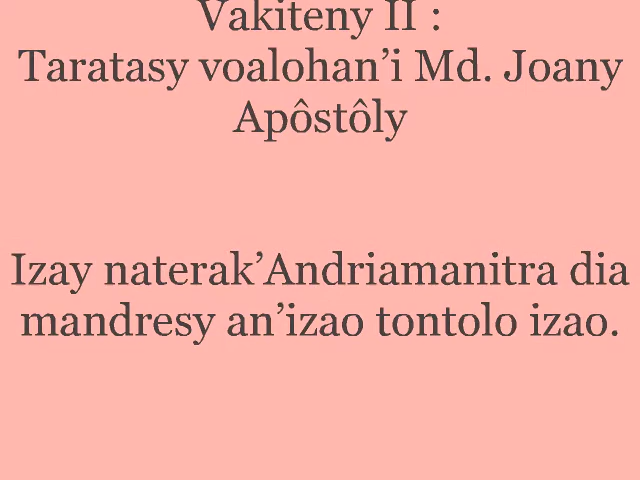 Vakiteny II :
Taratasy voalohan’i Md. Joany
Apôstôly
Izay naterak’Andriamanitra dia
mandresy an’izao tontolo izao.